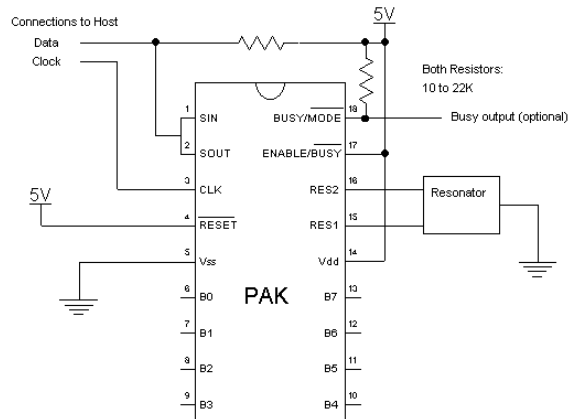 Connections to Host
Data
Clock
5V
Both Resistors:
10 to 22K
Busy output (optional)
1 SIN
BUSY/MODE 18
2 SOUT
ENABLE/BUSY 17
3 CLK
RES2 16
Resonator
5V
4 RESET
RES1 15
5 Vss
Vdd 14
PAK
6 B0
B7 13
7 B1
B6 12
8 B2
B5 11
9 B3
B4 10